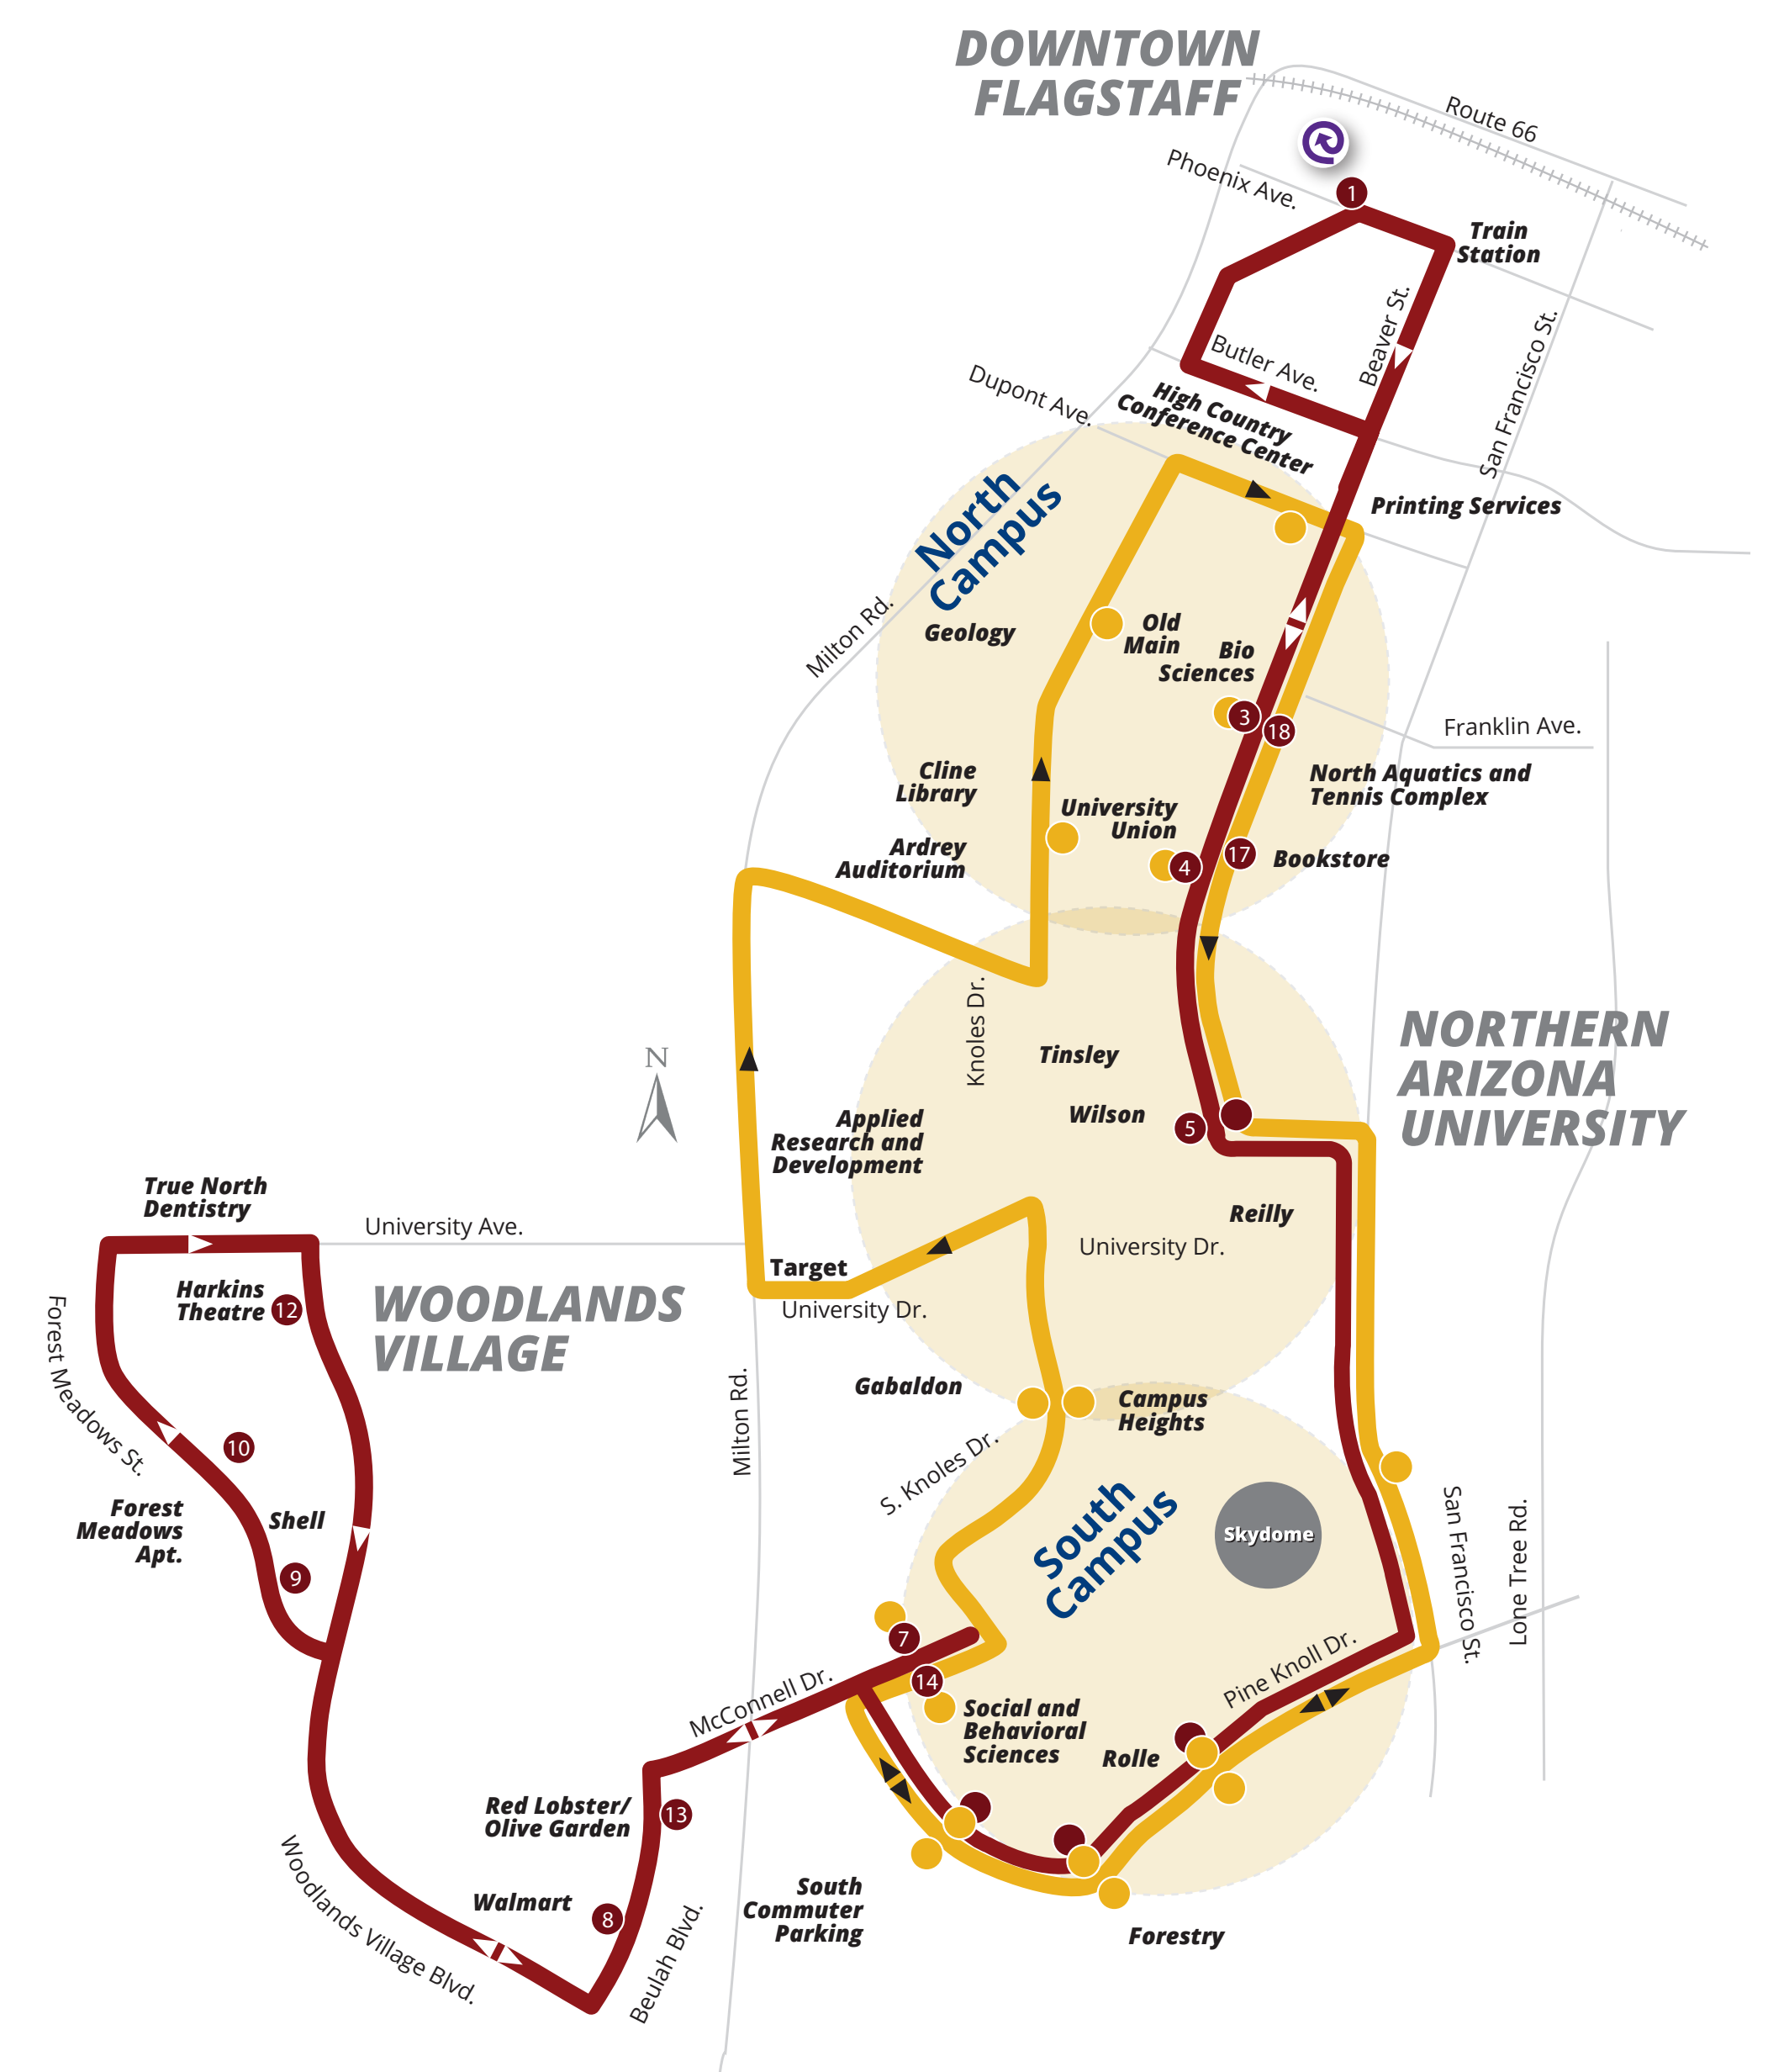 DOWNTOWN
FLAGSTAFF
Route 66
Phoenix Ave.
1
Train
Station
Beaver St.
San Francisco St.
Butler Ave.
Dupont Ave.
High Country
Conference Center
North
Campus
Printing Services
Milton Rd.
Geology
Old
Main
Bio
Sciences
3
18
Franklin Ave.
Cline
Library
North Aquatics and
Tennis Complex
University
Union
Ardrey
Auditorium
4
17
Bookstore
Knoles Dr.
NORTHERN
ARIZONA
UNIVERSITY
N
Tinsley
Wilson
5
Applied
Research and
Development
True North
Dentistry
University Ave.
Reilly
University Dr.
Target
University Dr.
Harkins
Theatre
12
WOODLANDS
VILLAGE
Forest Meadows St.
Milton Rd.
Gabaldon
Campus
Heights
10
S. Knoles Dr.
South
Campus
Skydome
San Francisco St.
Lone Tree Rd.
Forest
Meadows
Apt.
Shell
9
7
14
McConnell Dr.
Pine Knoll Dr.
Social and
Behavioral
Sciences
Rolle
Red Lobster/
Olive Garden
13
Walmart
8
South
Commuter
Parking
Forestry
Woodlands Village Blvd.
Beulah Blvd.